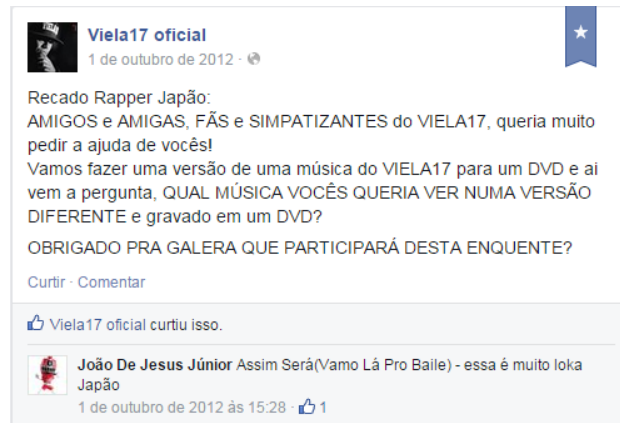 Viela17 oficial
1 de outubro de 2012 ·
Recado Rapper Japão:
AMIGOS e AMIGAS, FÃS e SIMPATIZANTES do VIELA17, queria muito
pedir a ajuda de vocês!
Vamos fazer uma versão de uma música do VIELA17 para um DVD e ai
vem a pergunta, QUAL MÚSICA VOCÊS QUERIA VER NUMA VERSÃO
DIFERENTE e gravado em um DVD?
OBRIGADO PRA GALERA QUE PARTICIPARÁ DESTA ENQUENTE?
Curtir · Comentar
Viela17 oficial curtiu isso.
João De Jesus Júnior Assim Será(Vamo Lá Pro Baile) - essa é muito loka
Japão
1 de outubro de 2012 às 15:28 · 1